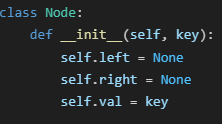 class Node:
    def __init__(self, key):
        self.left = None
        self.right = None
        self.val = key